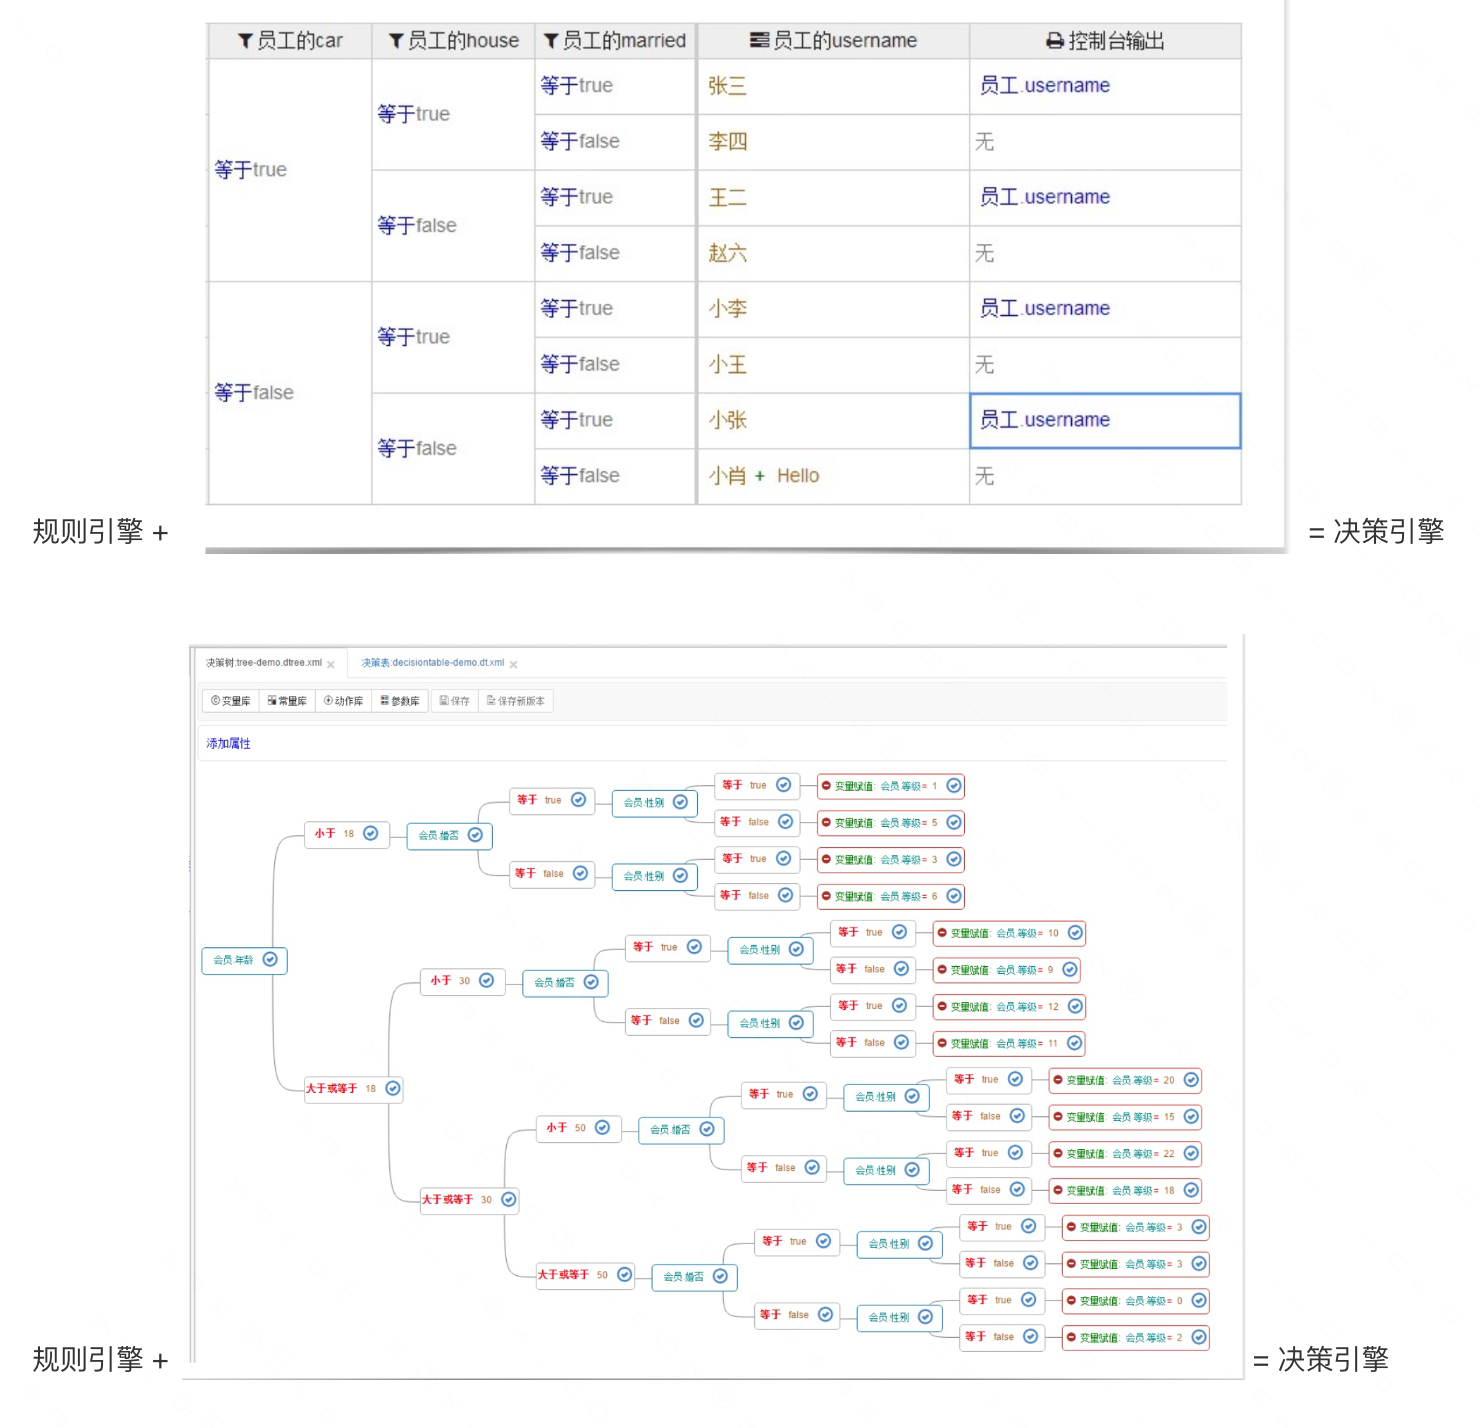 员工的car 员工的house 员工的married 员工的username 控制台输出
等于true 等于true 等于true 张三 员工.username
等于false 李四 无
等于false 等于true 王二 员工.username
等于false 赵六 无
等于false 等于true 等于true 小李 员工.username
等于false 小王 无
等于false 等于true 小张 员工.username
等于false 小肖 + Hello 无
规则引擎 + = 决策引擎
决策树:tree-demo.dtree.xml 决策表:decisiontable-demo.dt.xml
变量库 常量库 动作库 参数库 保存 保存新版本
添加属性
会员.年龄
小于 18 会员.婚否
等于 true 会员.性别
等于 true 变量赋值: 会员.等级= 1
等于 false 变量赋值: 会员.等级= 5
等于 false 会员.性别
等于 true 变量赋值: 会员.等级= 3
等于 false 变量赋值: 会员.等级= 6
大于或等于 18
小于 30 会员.婚否
等于 true 会员.性别
等于 true 变量赋值: 会员.等级= 10
等于 false 变量赋值: 会员.等级= 9
等于 false 会员.性别
等于 true 变量赋值: 会员.等级= 12
等于 false 变量赋值: 会员.等级= 11
大于或等于 30
小于 50 会员.婚否
等于 true 会员.性别
等于 true 变量赋值: 会员.等级= 20
等于 false 变量赋值: 会员.等级= 15
等于 false 会员.性别
等于 true 变量赋值: 会员.等级= 22
等于 false 变量赋值: 会员.等级= 18
大于或等于 50 会员.婚否
等于 true 会员.性别
等于 true 变量赋值: 会员.等级= 3
等于 false 变量赋值: 会员.等级= 3
等于 false 会员.性别
等于 true 变量赋值: 会员.等级= 0
等于 false 变量赋值: 会员.等级= 2
规则引擎 + = 决策引擎